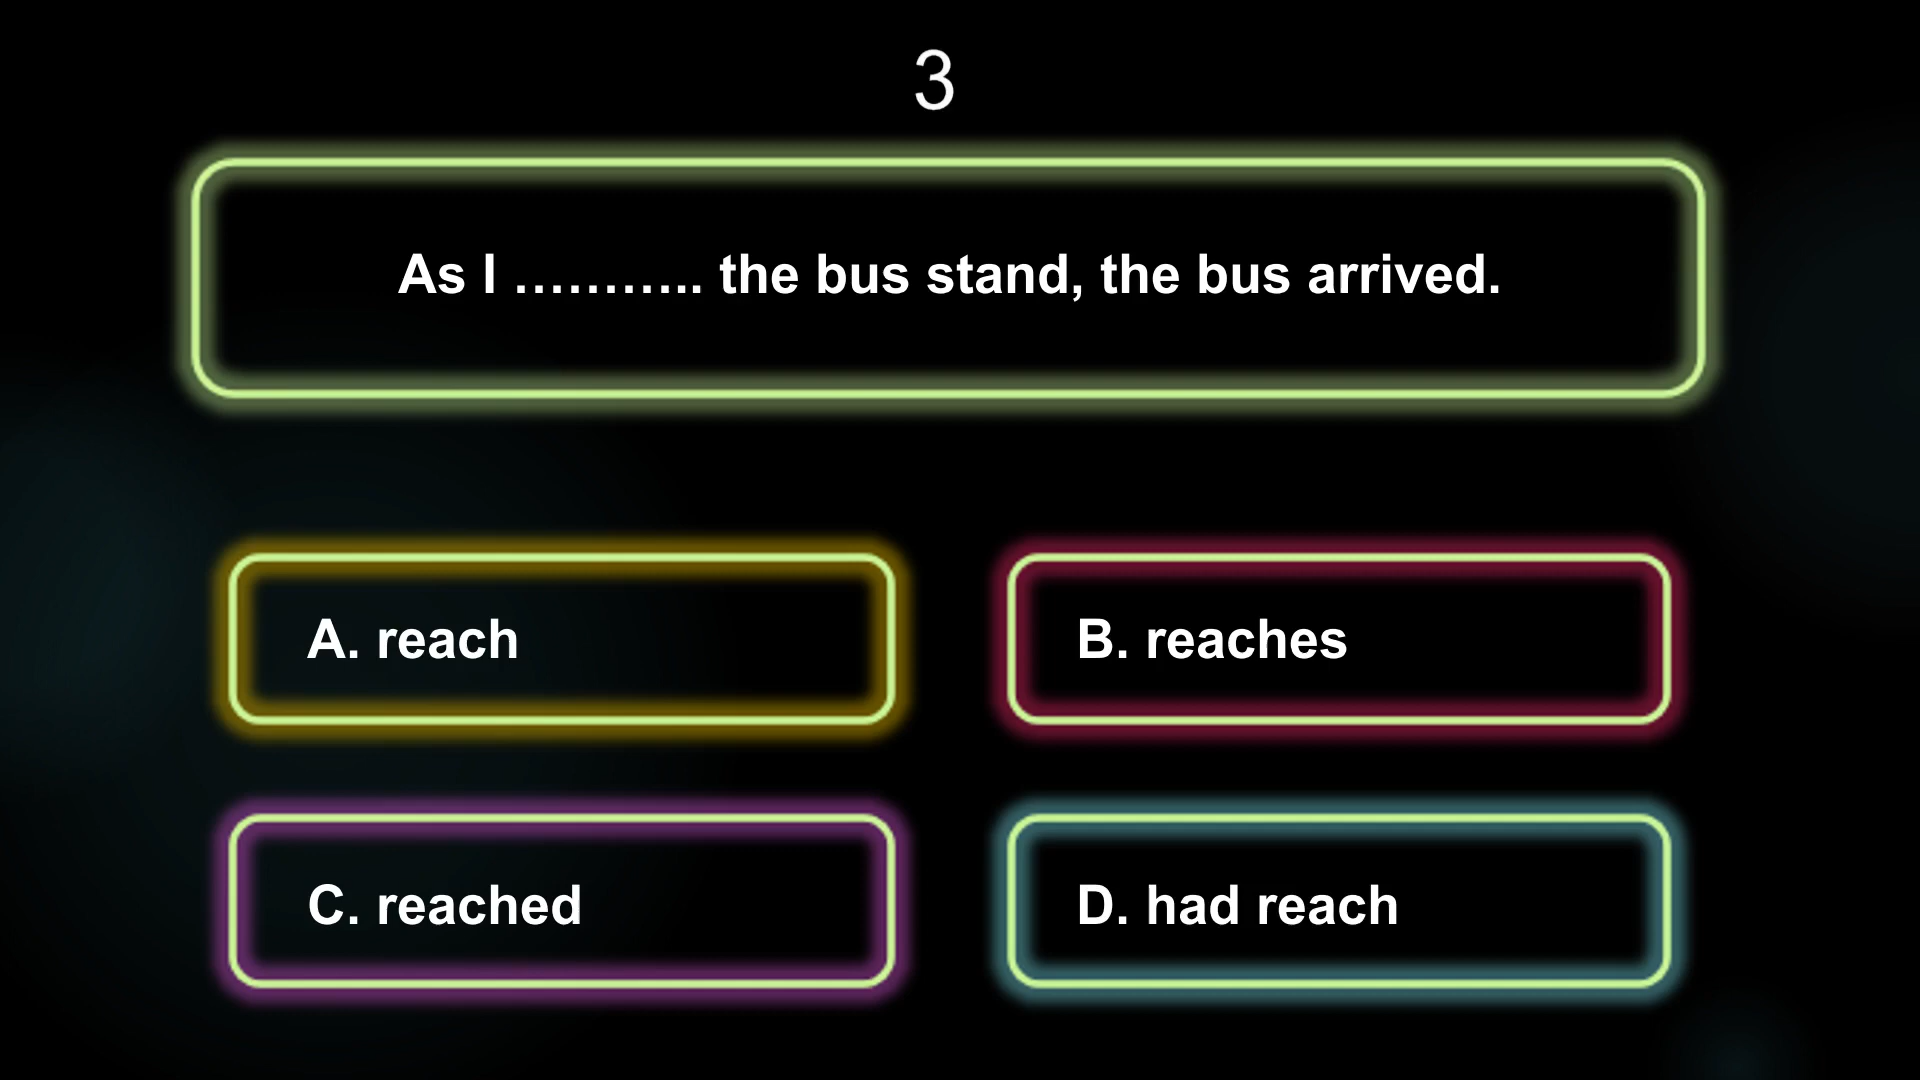 3
As I ……….. the bus stand, the bus arrived.
A. reach
B. reaches
C. reached
D. had reach